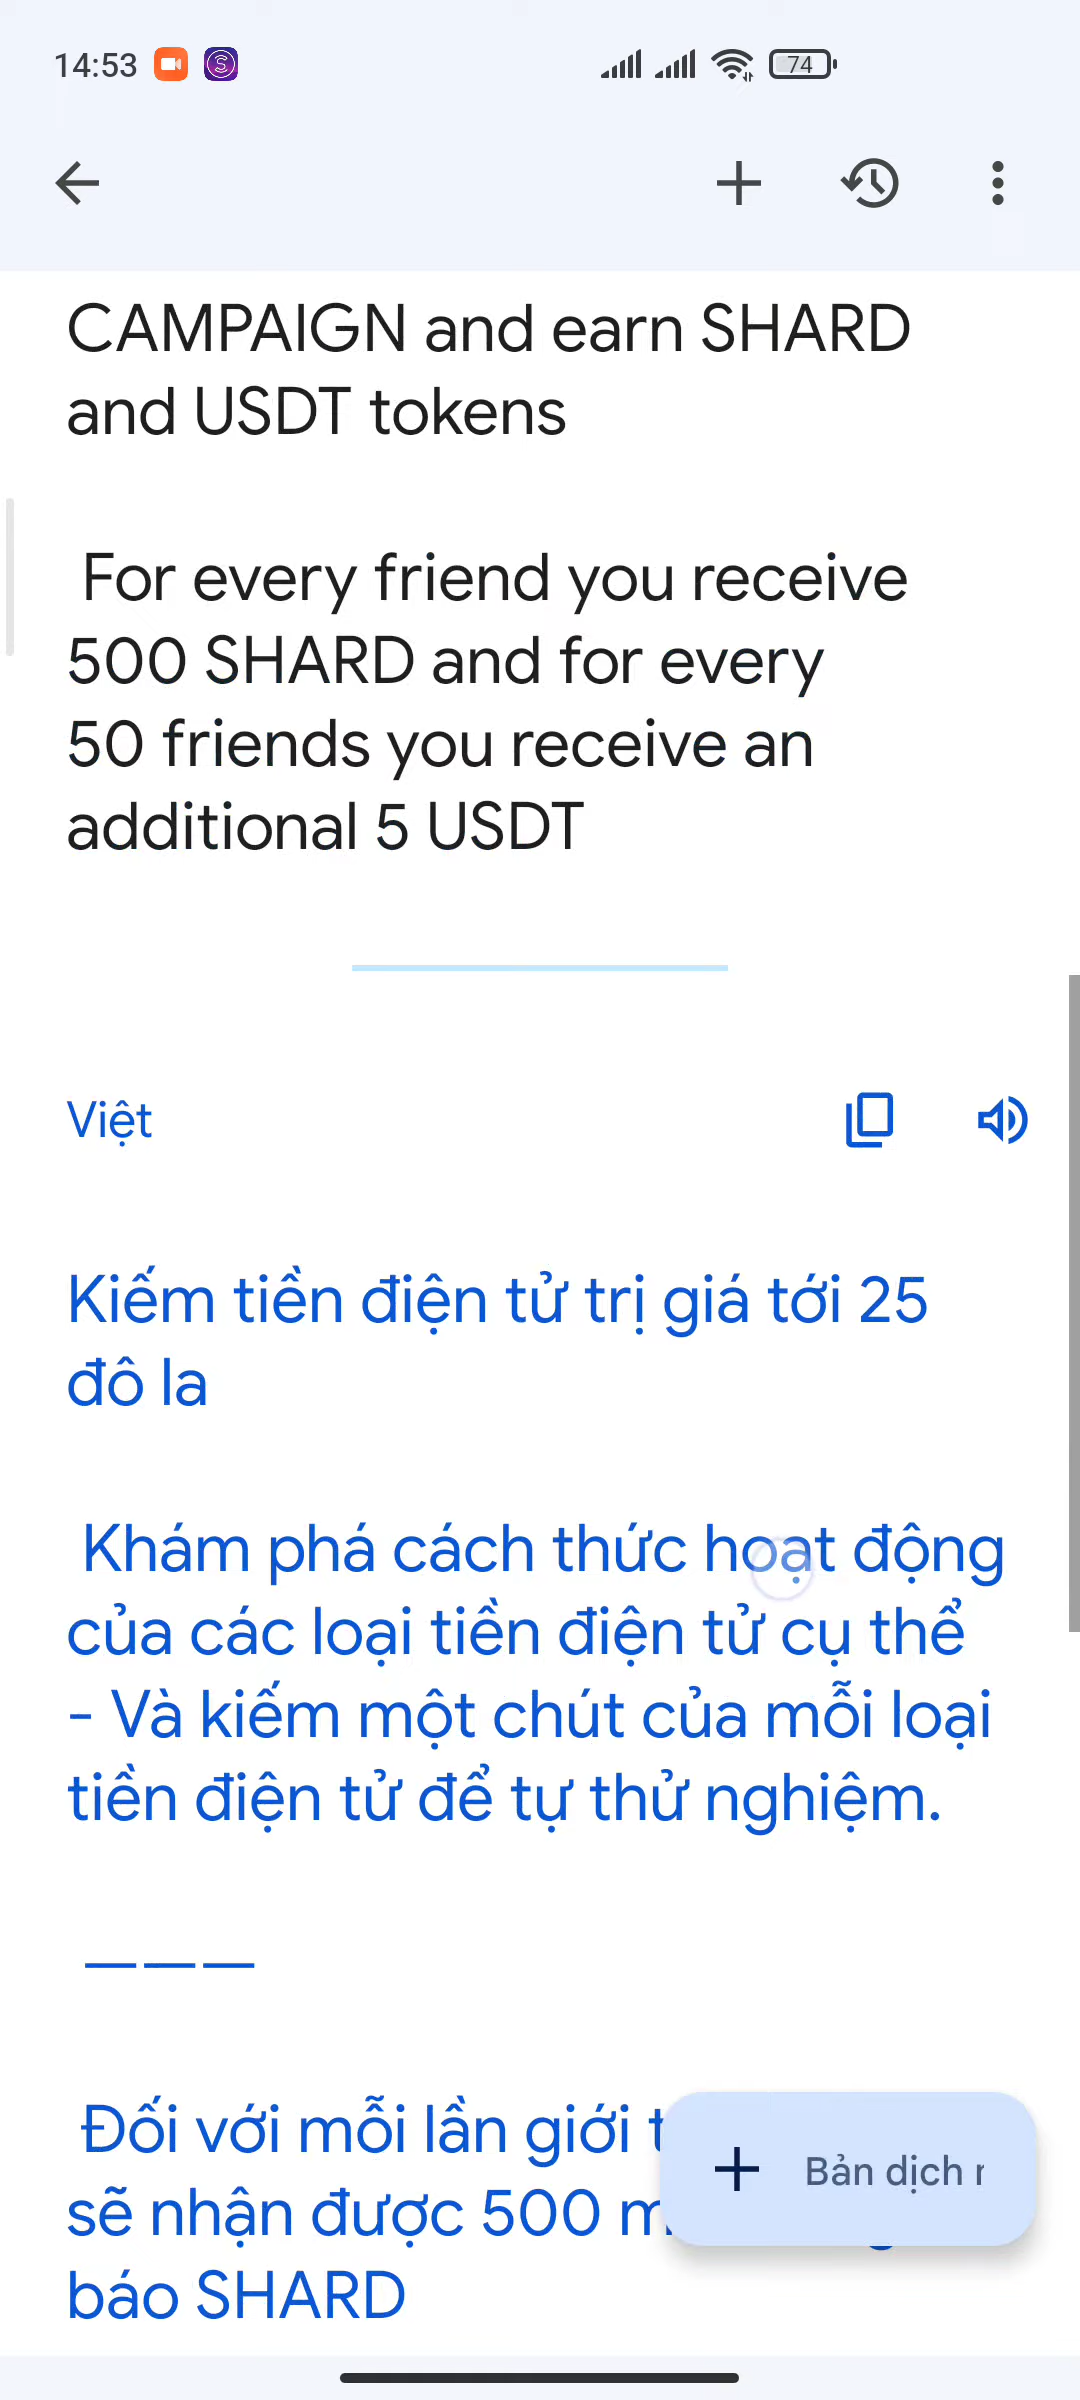 14:53
74
CAMPAIGN and earn SHARD
and USDT tokens
For every friend you receive
500 SHARD and for every
50 friends you receive an
additional 5 USDT
Việt
Kiếm tiền điện tử trị giá tới 25
đô la
Khám phá cách thức hoạt động
của các loại tiền điện tử cụ thể
- Và kiếm một chút của mỗi loại
tiền điện tử để tự thử nghiệm.
———
Đối với mỗi lần giới
sẽ nhận được 500
báo SHARD
Bản dịch